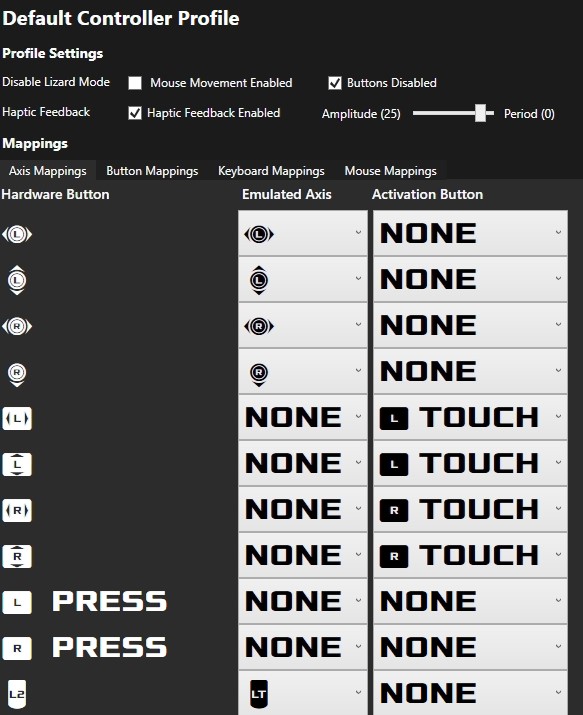 Default Controller Profile
Profile Settings
Disable Lizard Mode Mouse Movement Enabled Buttons Disabled
Haptic Feedback Haptic Feedback Enabled Amplitude (25) Period (0)
Mappings
Axis Mappings Button Mappings Keyboard Mappings Mouse Mappings
Hardware Button Emulated Axis Activation Button
L L NONE
L L NONE
R R NONE
R R NONE
L NONE L TOUCH
L NONE L TOUCH
R NONE R TOUCH
R NONE R TOUCH
L PRESS NONE NONE
R PRESS NONE NONE
L2 LT NONE